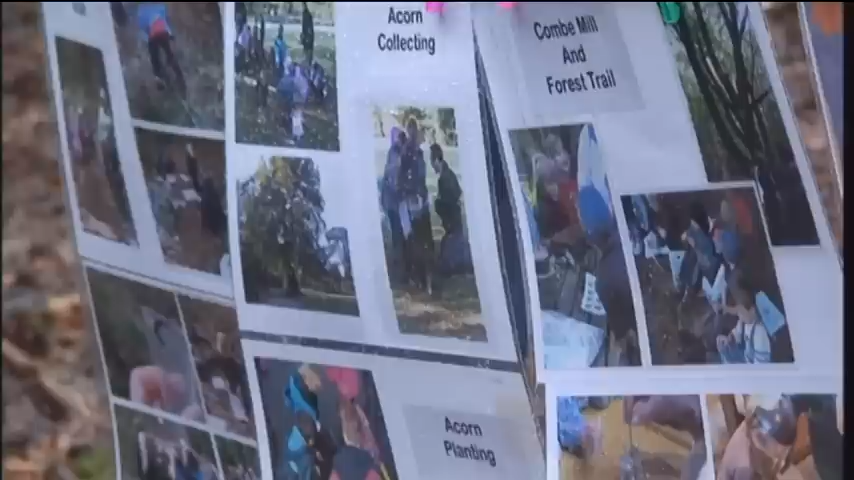 Acorn
Collecting
Combe Mill
And
Forest Trail
Acorn
Planting